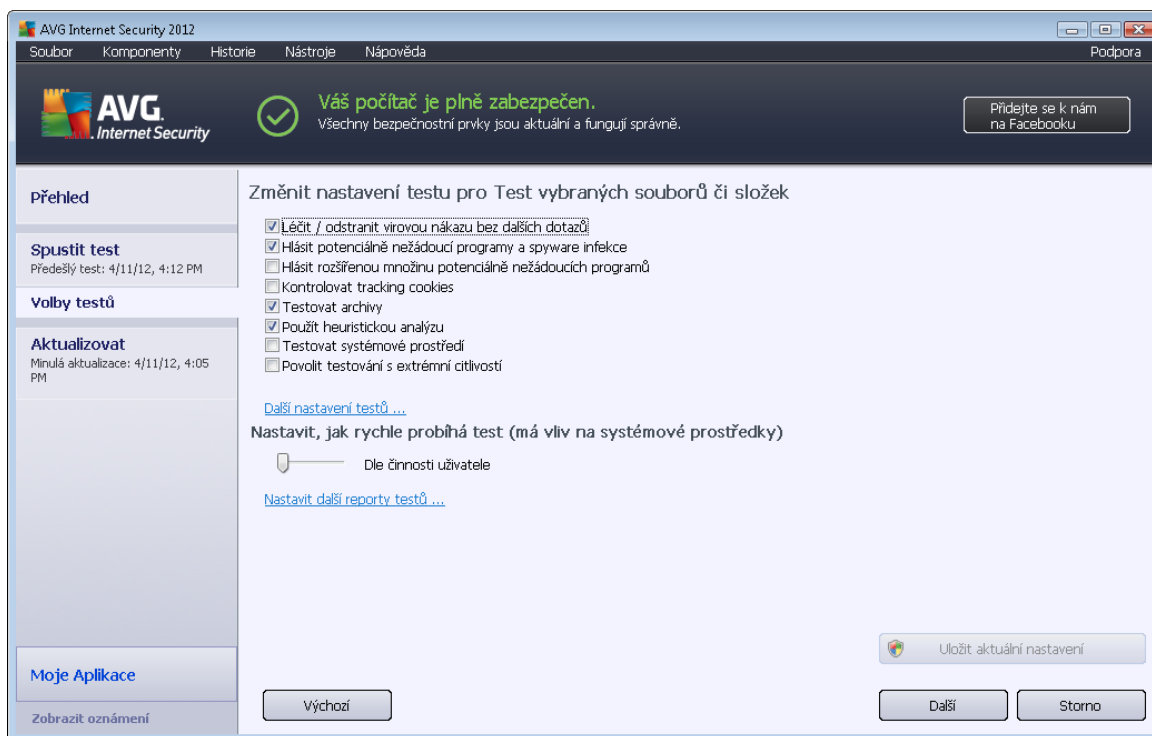 AVG Internet Security 2012
Soubor Komponenty Historie Nástroje Nápověda Podpora
AVG.
Internet Security
Váš počítač je plně zabezpečen.
Všechny bezpečnostní prvky jsou aktuální a fungují správně.
Přidejte se k nám
na Facebooku
Přehled
Spustit test
Předešlý test: 4/11/12, 4:12 PM
Volby testů
Aktualizovat
Minulá aktualizace: 4/11/12, 4:05
PM
Moje Aplikace
Zobrazit oznámení
Změnit nastavení testu pro Test vybraných souborů či složek
Léčit / odstranit virovou nákazu bez dalších dotazů
Hlásit potenciálně nežádoucí programy a spyware infekce
Hlásit rozšířenou množinu potenciálně nežádoucích programů
Kontrolovat tracking cookies
Testovat archivy
Použít heuristickou analýzu
Testovat systémové prostředí
Povolit testování s extrémní citlivostí
Další nastavení testů ...
Nastavit, jak rychle probíhá test (má vliv na systémové prostředky)
Dle činnosti uživatele
Nastavit další reporty testů ...
Uložit aktuální nastavení
Výchozí
Další
Storno